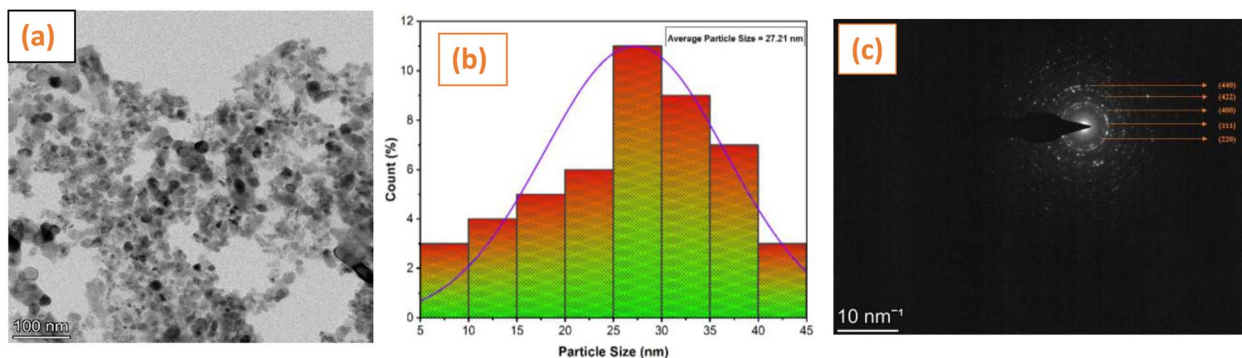 (a)
100 nm
(b)
Average Particle Size = 27.21 nm
Count (%)
12
10
8
6
4
2
0
5 10 15 20 25 30 35 40 45
Particle Size (nm)
(c)
(440)
(422)
(400)
(311)
(220)
10 nm⁻¹